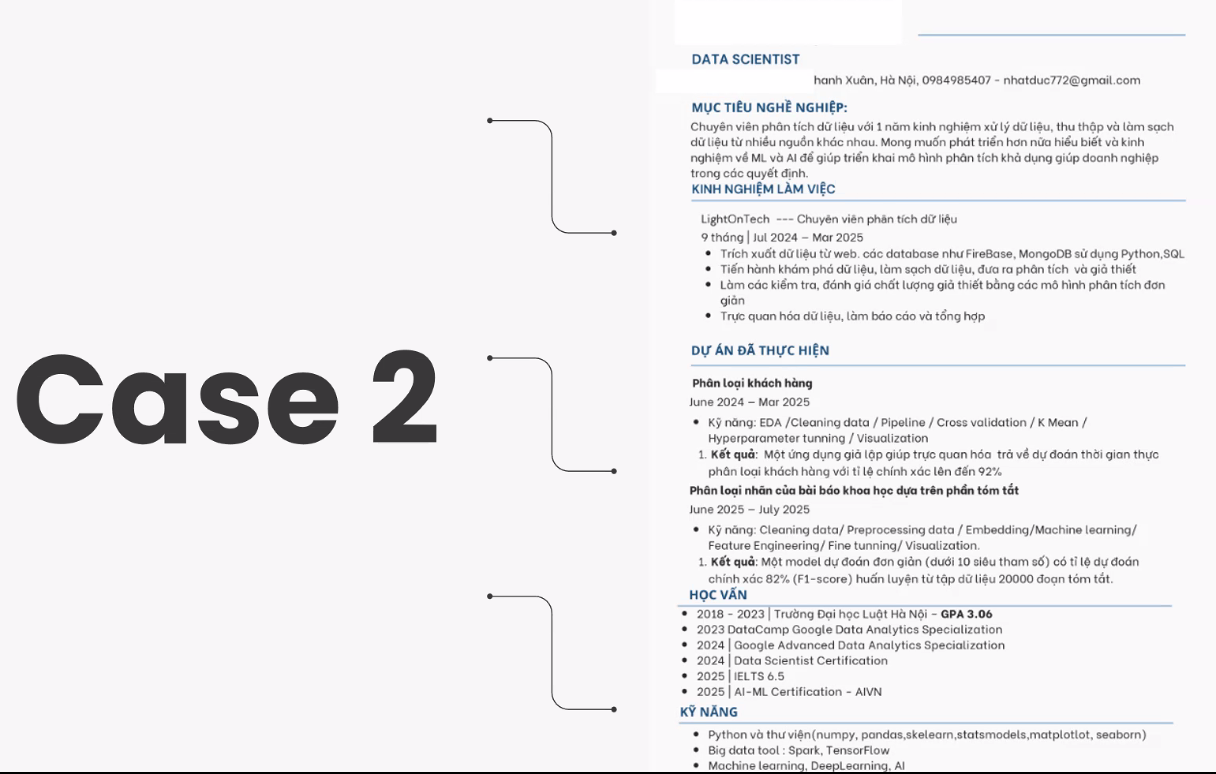 Case 2
DATA SCIENTIST
hanh Xuân, Hà Nội, 0984985407 - nhatduc772@gmail.com
MỤC TIÊU NGHỀ NGHIỆP:
Chuyên viên phân tích dữ liệu với 1 năm kinh nghiệm xử lý dữ liệu, thu thập và làm sạch
dữ liệu từ nhiều nguồn khác nhau. Mong muốn phát triển hơn nữa hiểu biết và kinh
nghiệm về ML và AI để giúp triển khai mô hình phân tích khả dụng giúp doanh nghiệp
trong các quyết định.
KINH NGHIỆM LÀM VIỆC
LightOnTech --- Chuyên viên phân tích dữ liệu
9 tháng | Jul 2024 – Mar 2025
• Trích xuất dữ liệu từ web. các database như FireBase, MongoDB sử dụng Python,SQL
• Tiến hành khám phá dữ liệu, làm sạch dữ liệu, đưa ra phân tích và giả thiết
• Làm các kiểm tra, đánh giá chất lượng giả thiết bằng các mô hình phân tích đơn
giản
• Trực quan hóa dữ liệu, làm báo cáo và tổng hợp
DỰ ÁN ĐÃ THỰC HIỆN
Phân loại khách hàng
June 2024 – Mar 2025
• Kỹ năng: EDA /Cleaning data / Pipeline / Cross validation / K Mean /
Hyperparameter tunning / Visualization
1. Kết quả: Một ứng dụng giả lập giúp trực quan hóa trả về dự đoán thời gian thực
phân loại khách hàng với tỉ lệ chính xác lên đến 92%
Phân loại nhãn của bài báo khoa học dựa trên phần tóm tắt
June 2025 – July 2025
• Kỹ năng: Cleaning data/ Preprocessing data / Embedding/Machine learning/
Feature Engineering/ Fine tunning/ Visualization.
1. Kết quả: Một model dự đoán đơn giản (dưới 10 siêu tham số) có tỉ lệ dự đoán
chính xác 82% (F1-score) huấn luyện từ tập dữ liệu 20000 đoạn tóm tắt.
HỌC VẤN
• 2018 - 2023 | Trường Đại học Luật Hà Nội - GPA 3.06
• 2023 DataCamp Google Data Analytics Specialization
• 2024 | Google Advanced Data Analytics Specialization
• 2024 | Data Scientist Certification
• 2025 | IELTS 6.5
• 2025 | AI-ML Certification - AIVN
KỸ NĂNG
• Python và thư viện(numpy, pandas,skelearn,statsmodels,matplotlot, seaborn)
• Big data tool : Spark, TensorFlow
• Machine learning, DeepLearning, AI